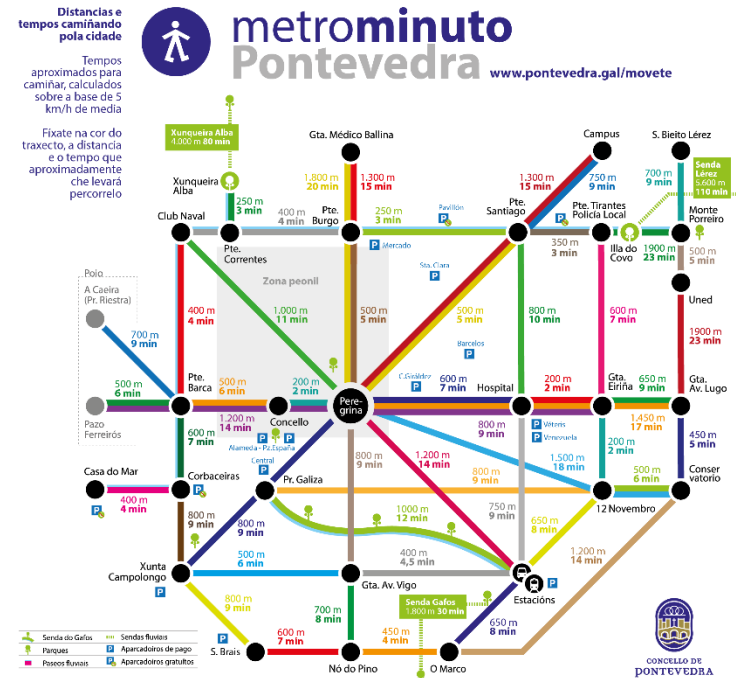 Distancias e
tempos camiñando
pola cidade
Tempos
aproximados para
camiñar, calculados
sobre a base de 5
km/h de media
Fíxate na cor do
traxecto, a distancia
e o tempo que
aproximadamente
che levará
percorrelo
metrominuto
Pontevedra
www.pontevedra.gal/movete
Xunqueira Alba
4.000 m 80 min
Gta. Médico Ballina
Campus
S. Bieito Lérez
Senda
Lérez
5.600 m
110 min
1.800 m
20 min
1.300 m
15 min
1.300 m
15 min
750 m
9 min
700 m
9 min
Xunqueira
Alba
250 m
3 min
Club Naval
400 m
4 min
Pte.
Burgo
250 m
3 min
Pavillón
Pte.
Santiago
Pte. Tirantes
Policía Local
Monte
Porreiro
Pte.
Correntes
Mercado
350 m
3 min
Illa do
Covo
1900 m
23 min
500 m
5 min
Sta. Clara
Zona peonil
Poio
A Caeira
(Pr. Riestra)
Uned
400 m
4 min
1.000 m
11 min
500 m
5 min
500 m
5 min
800 m
10 min
600 m
7 min
1900 m
23 min
700 m
9 min
Barcelos
500 m
6 min
Pte.
Barca
500 m
6 min
200 m
2 min
C.Giráldez
600 m
7 min
Hospital
200 m
2 min
Gta.
Eiriña
650 m
9 min
Gta.
Av. Lugo
Pere-
grina
Pazo
Ferreirós
1.200 m
14 min
Concello
800 m
9 min
Vétaris
Venezuela
1.450 m
17 min
600 m
7 min
Alameda - Pz.España
Central
200 m
2 min
450 m
5 min
Casa do Mar
Corbaceiras
Pr. Galiza
800 m
9 min
1.200 m
14 min
800 m
9 min
1.500 m
18 min
500 m
6 min
Conser
vatorio
400 m
4 min
800 m
9 min
800 m
9 min
1000 m
12 min
750 m
9 min
650 m
8 min
12 Novembro
1.200 m
14 min
Xunta
Campolongo
500 m
6 min
Gta. Av. Vigo
400 m
4,5 min
Estacións
800 m
9 min
700 m
8 min
Senda Gafos
1.800 m 30 min
650 m
8 min
S. Brais
600 m
7 min
Nó do Pino
450 m
4 min
O Marco
Senda do Gafos
Parques
Paseos fluviais
Sendas fluviais
Aparcadoiros de pago
Aparcadoiros gratuítos
CONCELLO DE
PONTEVEDRA